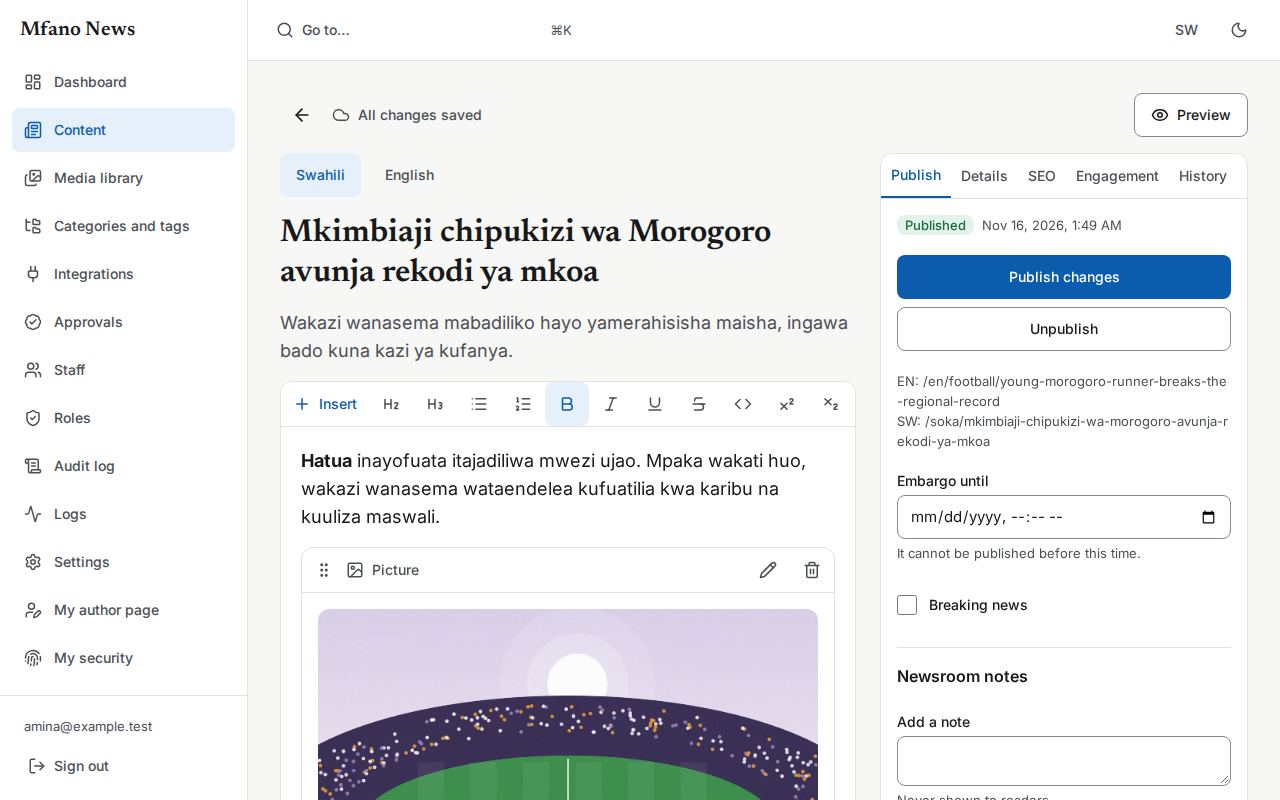 Mfano News
Go to...
⌘K
SW
Dashboard
Content
Media library
Categories and tags
Integrations
Approvals
Staff
Roles
Audit log
Logs
Settings
My author page
My security
amina@example.test
Sign out
All changes saved
Preview
Swahili
English
Mkimbiaji chipukizi wa Morogoro
avunja rekodi ya mkoa
Wakazi wanasema mabadiliko hayo yamerahisisha maisha, ingawa
bado kuna kazi ya kufanya.
Insert
H2
H3
Hatua inayofuata itajadiliwa mwezi ujao. Mpaka wakati huo,
wakazi wanasema wataendelea kufuatilia kwa karibu na
kuuliza maswali.
Picture
Publish
Details
SEO
Engagement
History
Published
Nov 16, 2026, 1:49 AM
Publish changes
Unpublish
EN: /en/football/young-morogoro-runner-breaks-the
-regional-record
SW: /soka/mkimbiaji-chipukizi-wa-morogoro-avunja-r
ekodi-ya-mkoa
Embargo until
mm/dd/yyyy, --:-- --
It cannot be published before this time.
Breaking news
Newsroom notes
Add a note
Never shown to readers